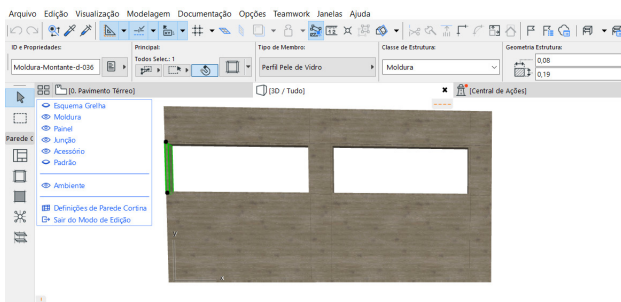 Arquivo Edição Visualização Modelagem Documentação Opções Teamwork Janelas Ajuda
ID e Propriedades:
Principal:
Tipo de Membro:
Classe de Estrutura:
Geometria Estrutura:
Moldura-Montante-d-036
Todos Selec.: 1
Perfil Pele de Vidro
Moldura
0,08
0,19
[0. Pavimento Térreo]
[3D / Tudo]
[Central de Ações]
Esquema Grelha
Moldura
Painel
Parede C
Junção
Acessório
Padrão
Ambiente
Definições de Parede Cortina
Sair do Modo de Edição
y
x